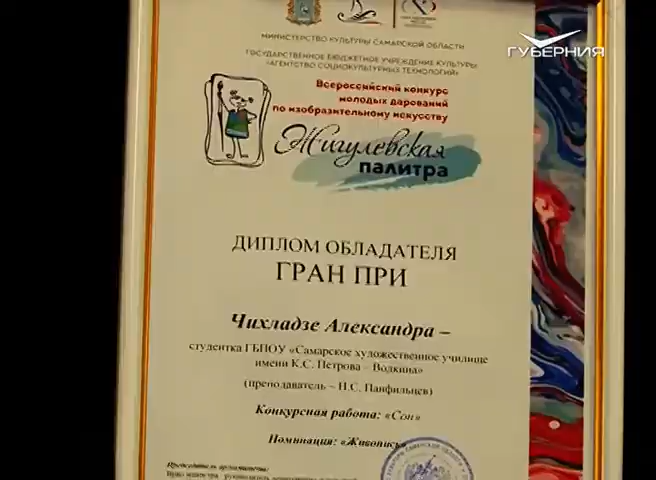 ГУБЕРНИЯ
МИНИСТЕРСТВО КУЛЬТУРЫ САМАРСКОЙ ОБЛАСТИ
ГОСУДАРСТВЕННОЕ БЮДЖЕТНОЕ УЧРЕЖДЕНИЕ КУЛЬТУРЫ
«АГЕНТСТВО СОЦИОКУЛЬТУРНЫХ ТЕХНОЛОГИЙ»
Всероссийский конкурс
молодых дарований
по изобразительному искусству
Жигулевская
палитра
ДИПЛОМ ОБЛАДАТЕЛЯ
ГРАН ПРИ
Чихладзе Александра –
студентка ГБПОУ «Самарское художественное училище
имени К.С. Петрова – Водкина»
(преподаватель – Н.С. Панфильцев)
Конкурсная работа: «Сон»
Номинация: «Живопись»